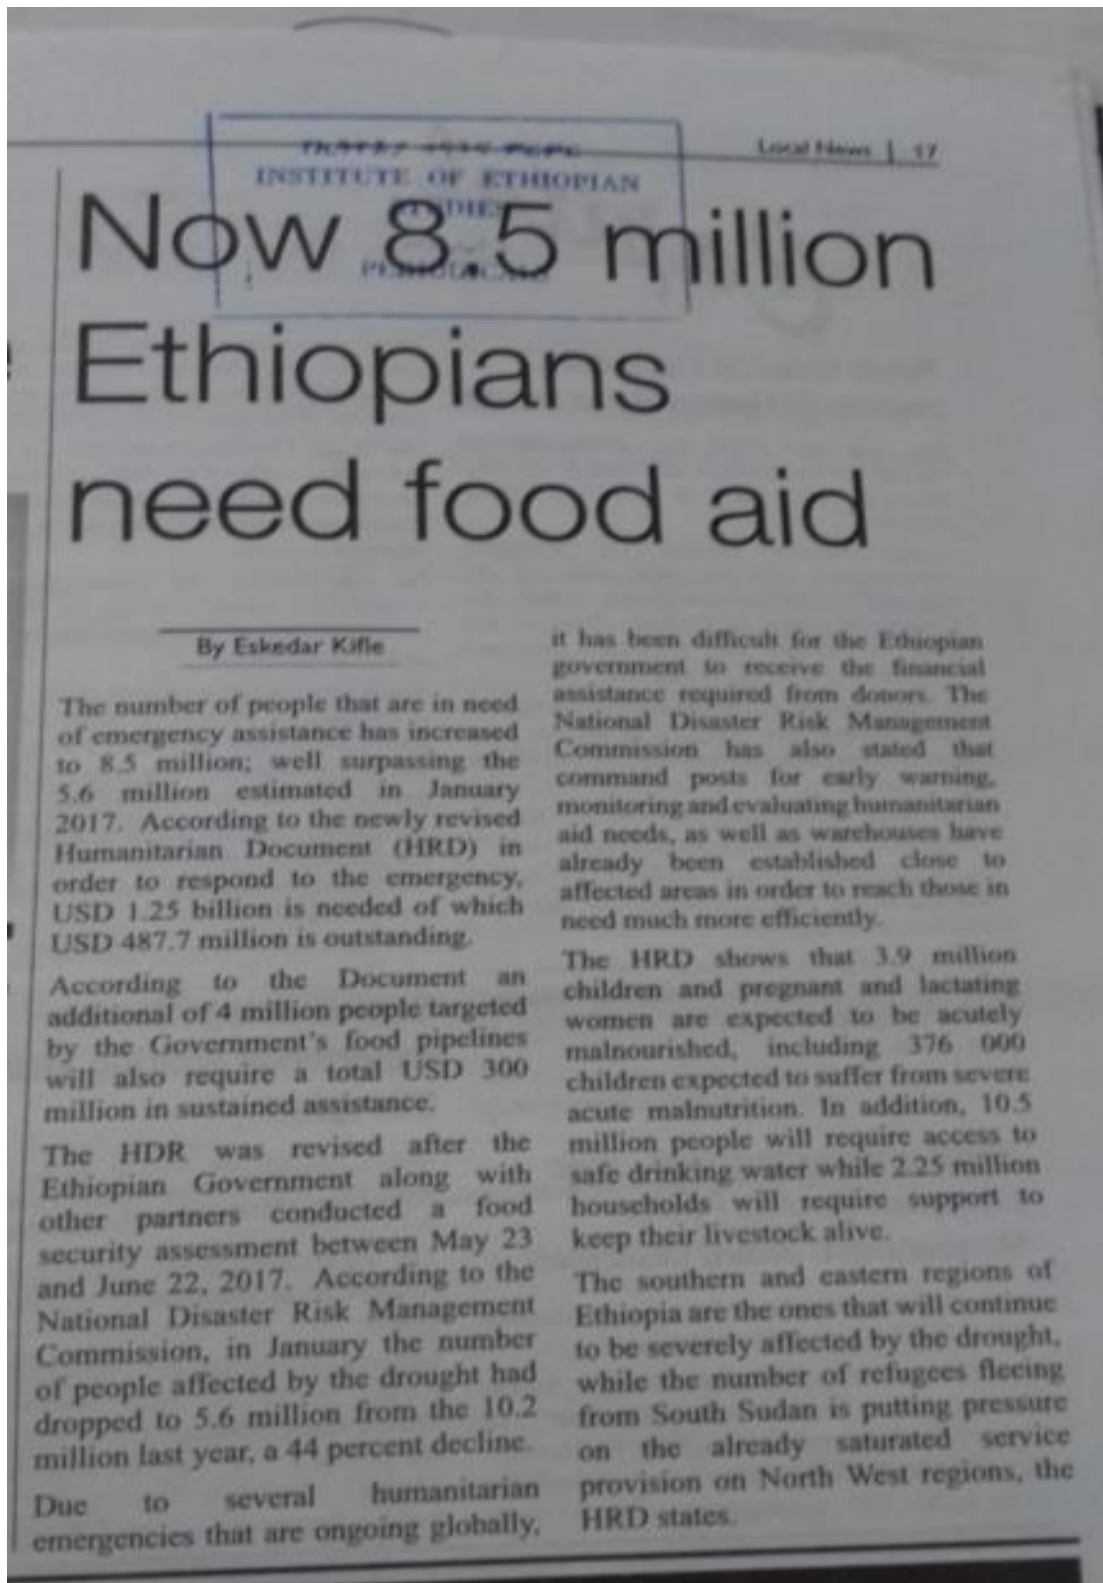 Local News | 17
INSTITUTE OF ETHIOPIAN
STUDIES
PERIODICALS
Now 8.5 million
Ethiopians
need food aid
By Eskedar Kifle
The number of people that are in need
of emergency assistance has increased
to 8.5 million; well surpassing the
5.6 million estimated in January
2017. According to the newly revised
Humanitarian Document (HRD) in
order to respond to the emergency,
USD 1.25 billion is needed of which
USD 487.7 million is outstanding.
According to the Document an
additional of 4 million people targeted
by the Government's food pipelines
will also require a total USD 300
million in sustained assistance.
The HDR was revised after the
Ethiopian Government along with
other partners conducted a food
security assessment between May 23
and June 22, 2017. According to the
National Disaster Risk Management
Commission, in January the number
of people affected by the drought had
dropped to 5.6 million from the 10.2
million last year, a 44 percent decline.
Due to several humanitarian
emergencies that are ongoing globally,
it has been difficult for the Ethiopian
government to receive the financial
assistance required from donors. The
National Disaster Risk Management
Commission has also stated that
command posts for early warning,
monitoring and evaluating humanitarian
aid needs, as well as warehouses have
already been established close to
affected areas in order to reach those in
need much more efficiently.
The HRD shows that 3.9 million
children and pregnant and lactating
women are expected to be acutely
malnourished, including 376 000
children expected to suffer from severe
acute malnutrition. In addition, 10.5
million people will require access to
safe drinking water while 2.25 million
households will require support to
keep their livestock alive.
The southern and eastern regions of
Ethiopia are the ones that will continue
to be severely affected by the drought,
while the number of refugees fleeing
from South Sudan is putting pressure
on the already saturated service
provision on North West regions, the
HRD states.